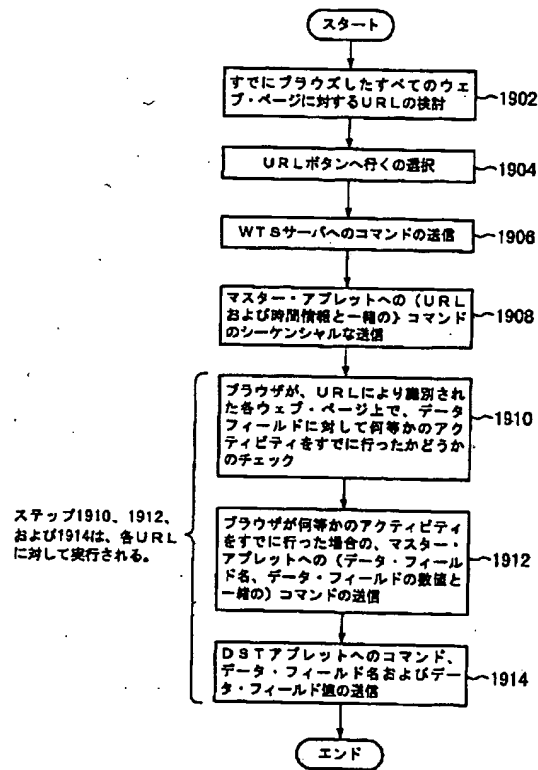 スタート
すでにブラウズしたすべてのウェ
ブ・ページに対するURLの検討
1902
URLボタンへ行くの選択
1904
WTSサーバへのコマンドの送信
1906
マスター・アプレットへの(URL
および時間情報と一緒の)コマンド
のシーケンシャルな送信
1908
ブラウザが、URLにより識別され
た各ウェブ・ページ上で、データ
フィールドに対して何等かのアク
ティビティをすでに行ったかどうか
のチェック
1910
ステップ1910、1912、
および1914は、各URL
に対して実行される。
ブラウザが何等かのアクティビティ
をすでに行った場合の、マスター・
アプレットへの(データ・フィー
ルド名、データ・フィールドの数値と
一緒の)コマンドの送信
1912
DSTアプレットへのコマンド、
データ・フィールド名およびデー
タ・フィールド値の送信
1914
エンド